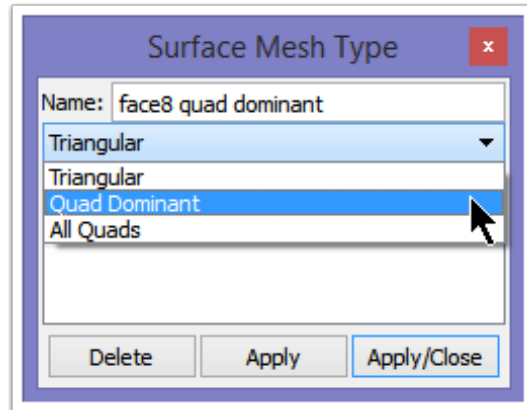 Surface Mesh Type
x
Name: face8 quad dominant
Triangular
Triangular
Quad Dominant
All Quads
Delete Apply Apply/Close